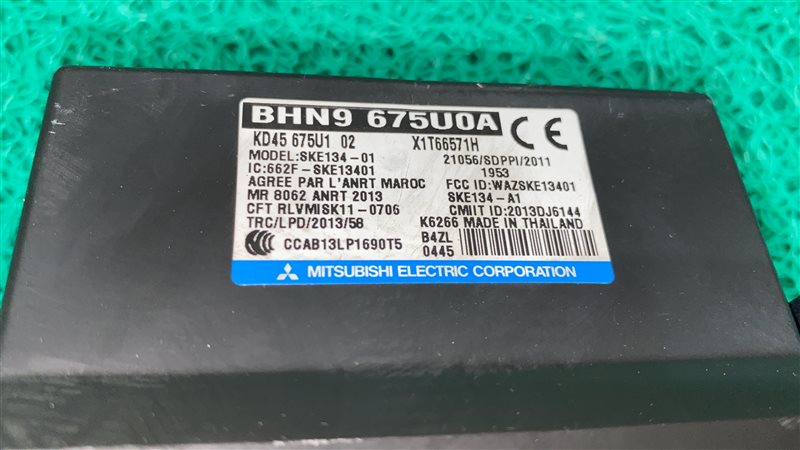 BHN9 675U0A
KD45 675U1 02 X1T66571H CE
MODEL:SKE134-01 21056/SDPPI/2011
IC:662F-SKE13401 1953
AGREE PAR L'ANRT MAROC FCC ID:WAZSKE13401
MR 8062 ANRT 2013 SKE134-A1
CFT RLVMISK11-0706 CMIIT ID:2013DJ6144
TRC/LPD/2013/58 K6266 MADE IN THAILAND
CCC CCAB13LP1690T5 B4ZL
0445
MITSUBISHI ELECTRIC CORPORATION